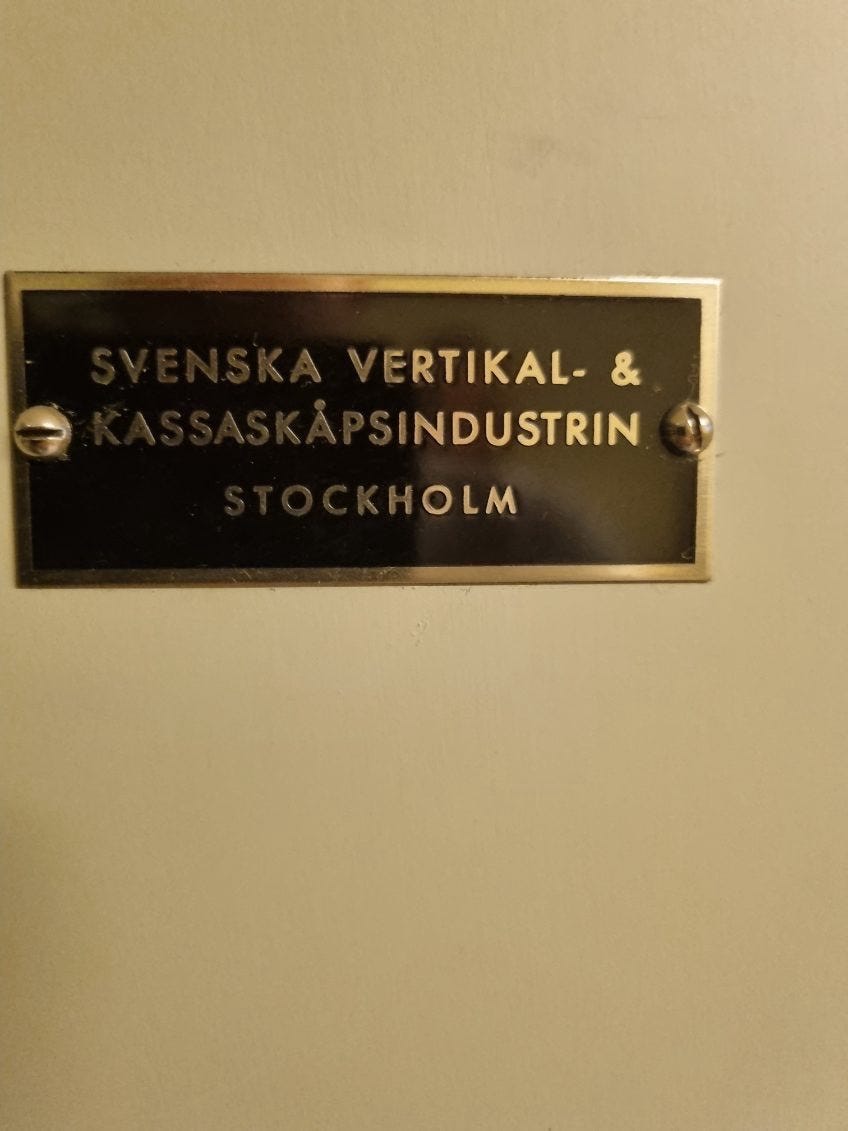 SVENSKA VERTIKAL- &
KASSASKÅPSINDUSTRIN
STOCKHOLM